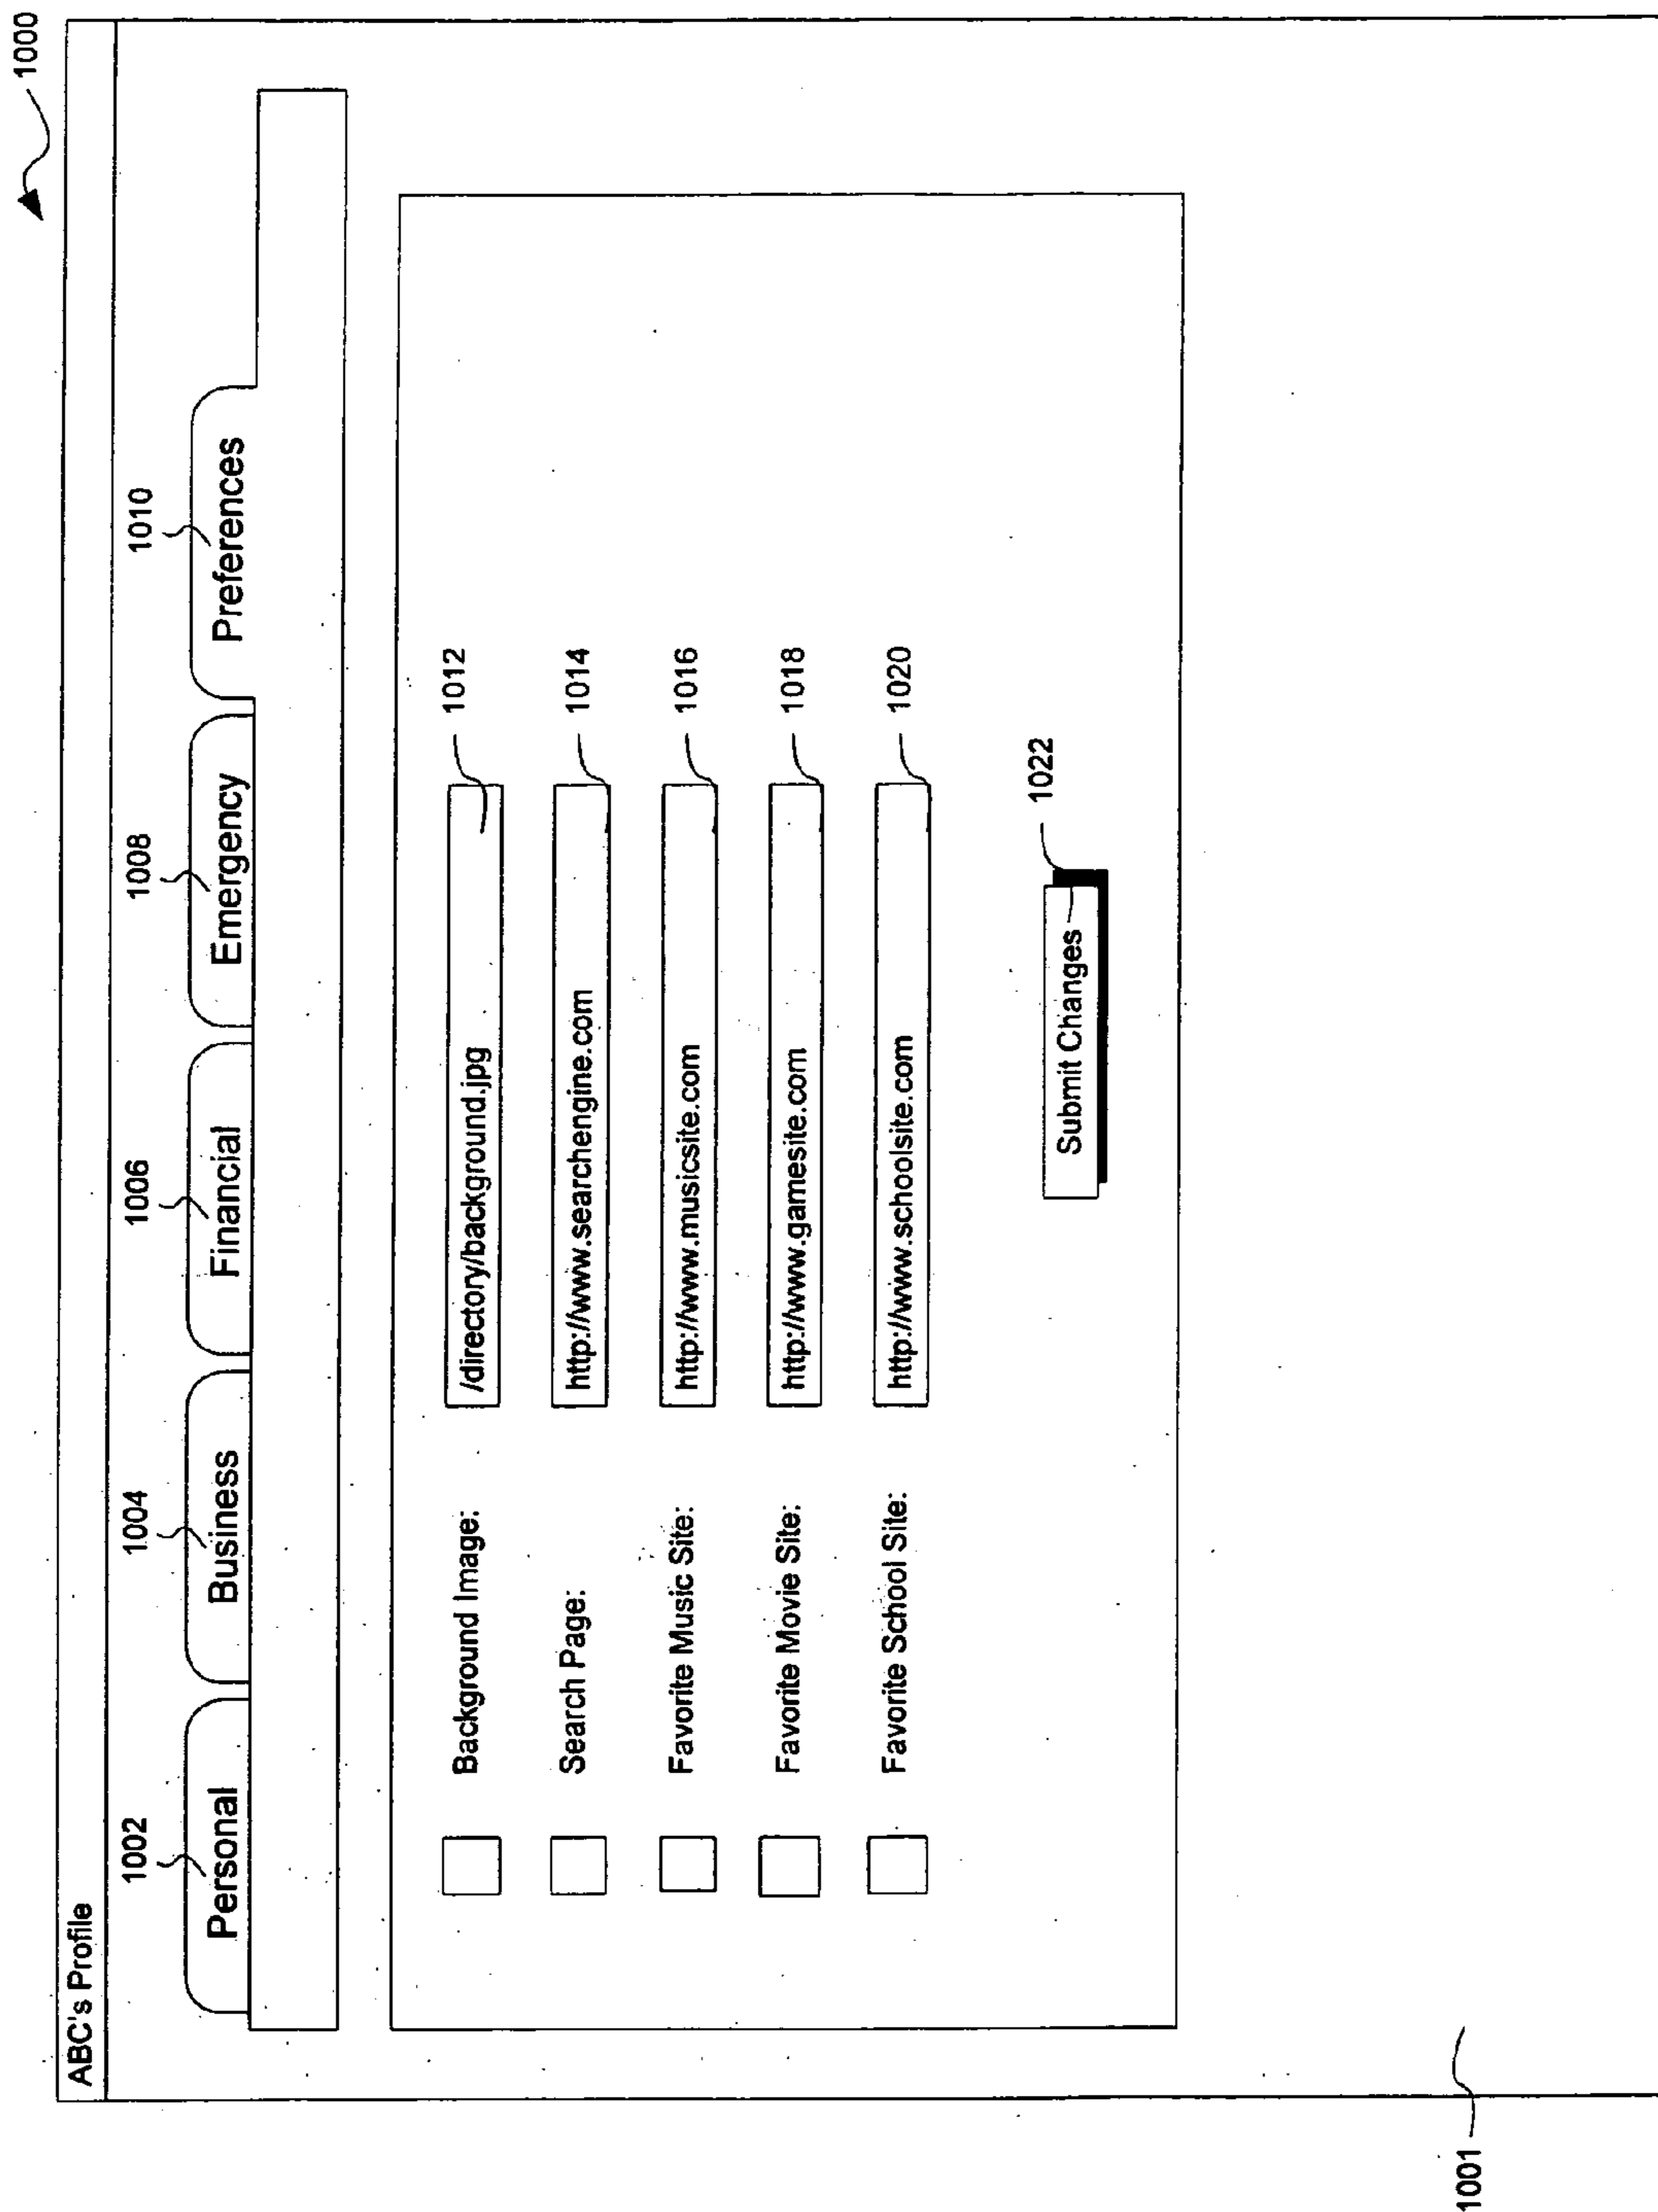 1000
ABC's Profile
1002 1004 1006 1008 1010
Personal Business Financial Emergency Preferences
Background Image: /directory/background.jpg 1012
Search Page: http://www.searchengine.com 1014
Favorite Music Site: http://www.musicsite.com 1016
Favorite Movie Site: http://www.gamesite.com 1018
Favorite School Site: http://www.schoolsite.com 1020
1022
Submit Changes
1001